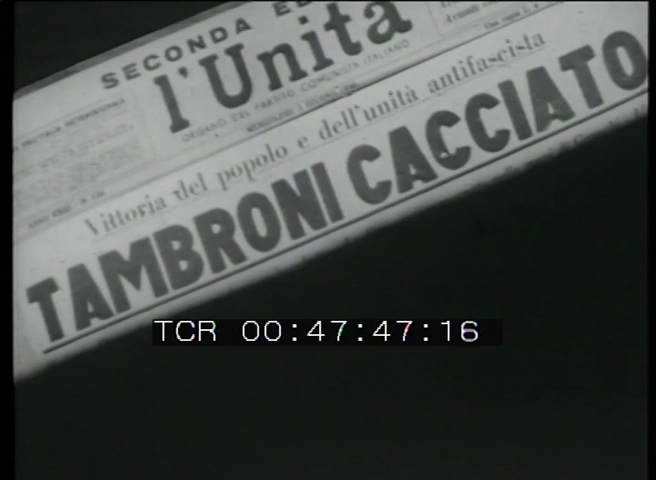 SECONDA
l'Unità
ORGANO DEL PARTITO COMUNISTA ITALIANO
Vittoria del popolo e dell'unità antifascista
TAMBRONI CACCIATO
TCR 00:47:47:16